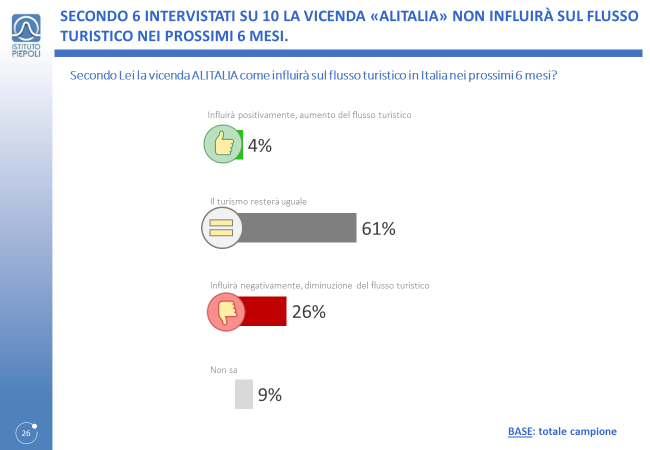 SECONDO 6 INTERVISTATI SU 10 LA VICENDA «ALITALIA» NON INFLUIRÀ SUL FLUSSO
TURISTICO NEI PROSSIMI 6 MESI.
ISTITUTO
PIEPOLI
Secondo Lei la vicenda ALITALIA come influirà sul flusso turistico in Italia nei prossimi 6 mesi?
Influirà positivamente, aumento del flusso turistico
4%
Il turismo resterà uguale
61%
Influirà negativamente, diminuzione del flusso turistico
26%
Non sa
9%
26
BASE: totale campione